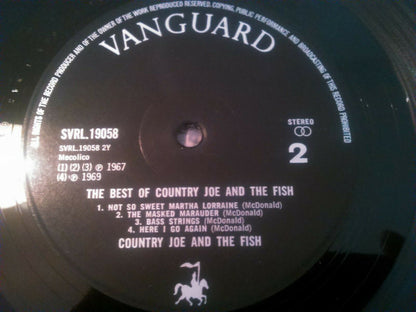 ALL RIGHTS OF THE RECORD PRODUCER AND OF THE OWNER OF THE WORK REPRODUCED RESERVED. COPYING, PUBLIC PERFORMANCE AND BROADCASTING OF THIS RECORD PROHIBITED
VANGUARD
SVRL.19058
STEREO
SVRL.19058 2Y
2
Mecolico
(1) (2) (3) ℗ 1967
(4) ℗ 1969
THE BEST OF COUNTRY JOE AND THE FISH
1. NOT SO SWEET MARTHA LORRAINE (McDonald)
2. THE MASKED MARAUDER (McDonald)
3. BASS STRINGS (McDonald)
4. HERE I GO AGAIN (McDonald)
COUNTRY JOE AND THE FISH